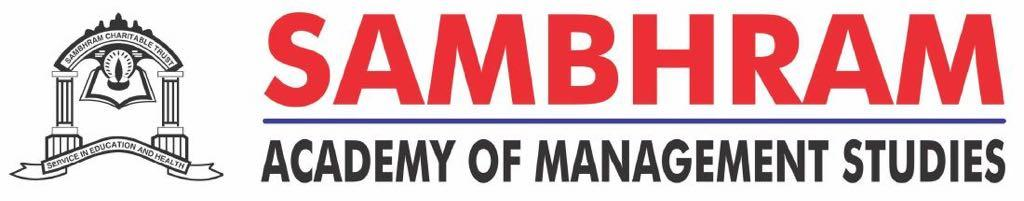 SAMBHRAM CHARITABLE TRUST
SERVICE IN EDUCATION AND HEALTH
SAMBHRAM
ACADEMY OF MANAGEMENT STUDIES